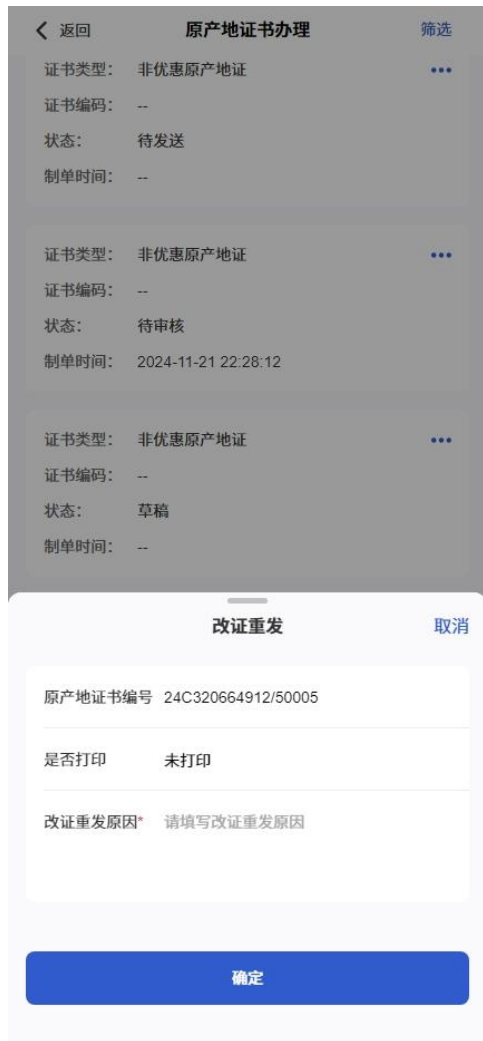 返回 原产地证书办理 筛选
证书类型： 非优惠原产地证
证书编码： --
状态： 待发送
制单时间： --
证书类型： 非优惠原产地证
证书编码： --
状态： 待审核
制单时间： 2024-11-21 22:28:12
证书类型： 非优惠原产地证
证书编码： --
状态： 草稿
制单时间： --
改证重发 取消
原产地证书编号 24C320664912/50005
是否打印 未打印
改证重发原因* 请填写改证重发原因
确定